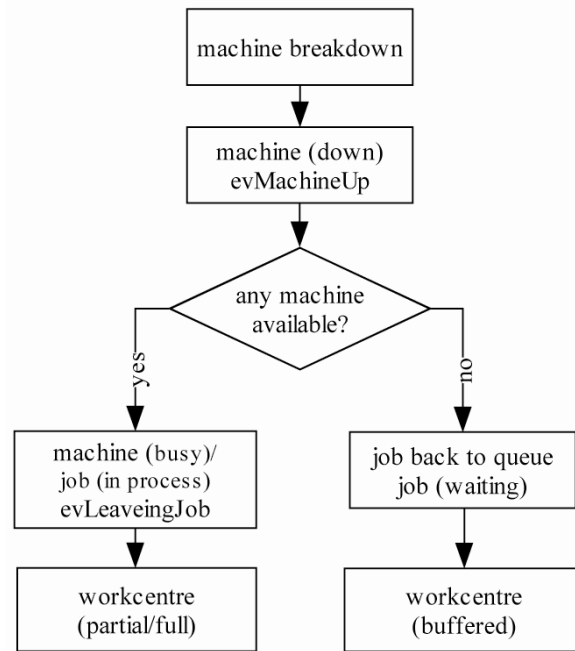 machine breakdown
machine (down)
evMachineUp
any machine
available?
yes
no
machine (busy)/
job (in process)
evLeaveingJob
job back to queue
job (waiting)
workcentre
(partial/full)
workcentre
(buffered)